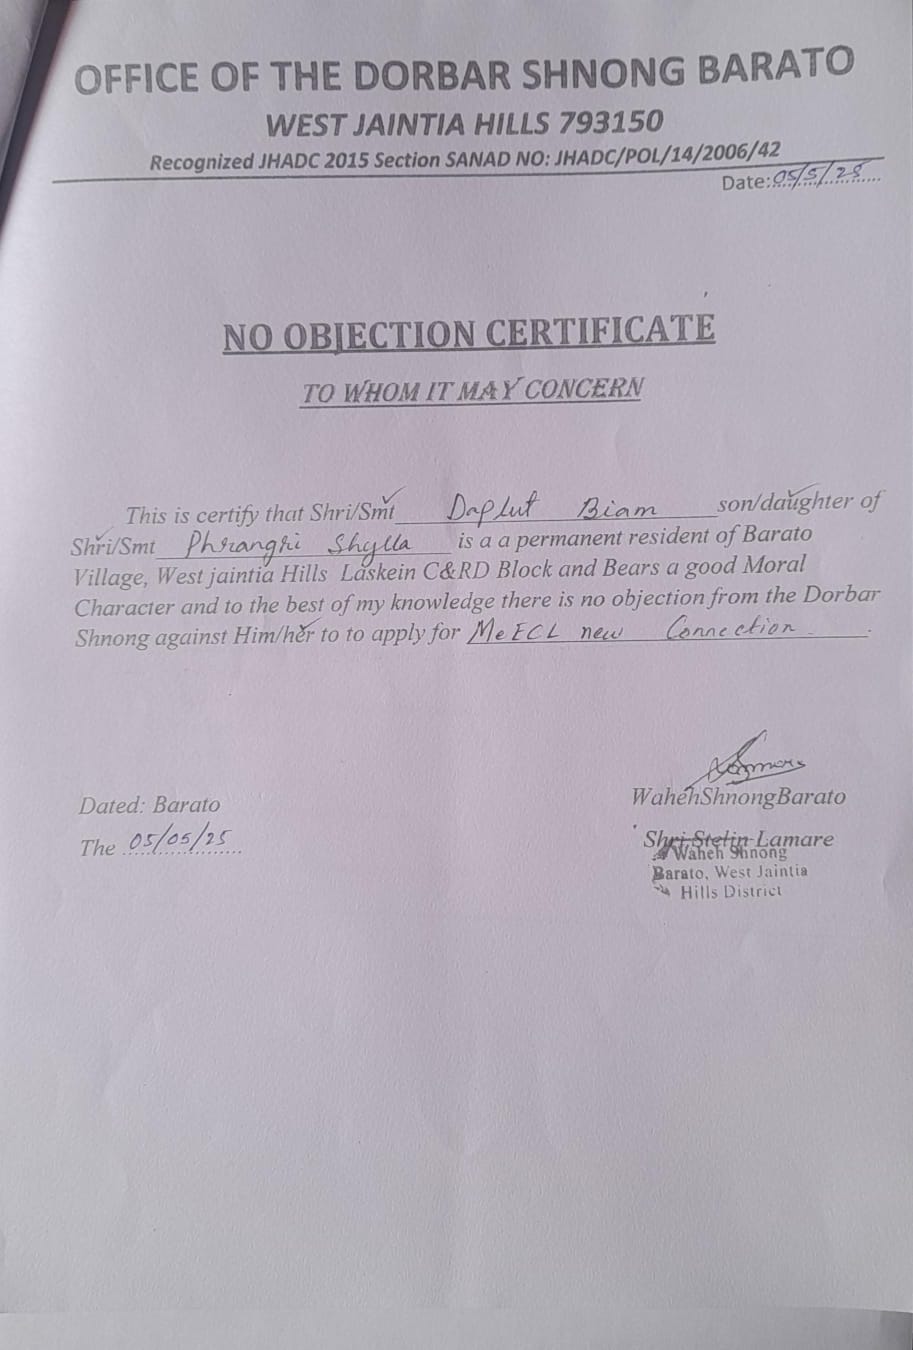 OFFICE OF THE DORBAR SHNONG BARATO
WEST JAINTIA HILLS 793150
Recognized JHADC 2015 Section SANAD NO: JHADC/POL/14/2006/42
Date: 05/5/25
NO OBJECTION CERTIFICATE
TO WHOM IT MAY CONCERN
This is certify that Shri/Smt Daplut Biam son/daughter of
Shri/Smt Phrangri Shylla is a a permanent resident of Barato
Village, West jaintia Hills Laskein C&RD Block and Bears a good Moral
Character and to the best of my knowledge there is no objection from the Dorbar
Shnong against Him/her to to apply for MeECL new Connection.
WahehShnongBarato
Dated: Barato
The 05/05/25
Shri Stelin Lamare
Waheh Shnong
Barato, West Jaintia
Hills District